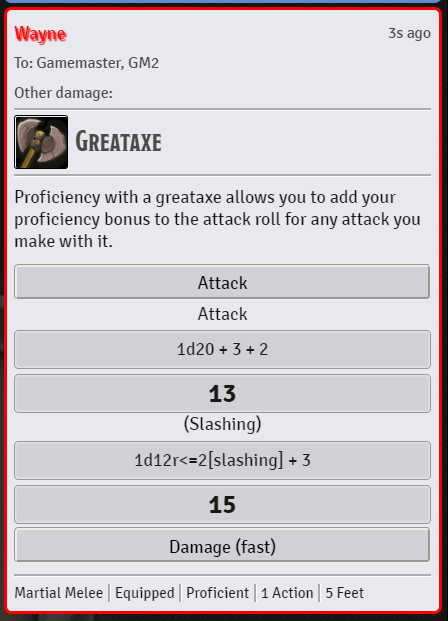 Wayne
3s ago
To: Gamemaster, GM2
Other damage:
Greataxe
Proficiency with a greataxe allows you to add your
proficiency bonus to the attack roll for any attack you
make with it.
Attack
Attack
1d20 + 3 + 2
13
(Slashing)
1d12r<=2[slashing] + 3
15
Damage (fast)
Martial Melee | Equipped | Proficient | 1 Action | 5 Feet